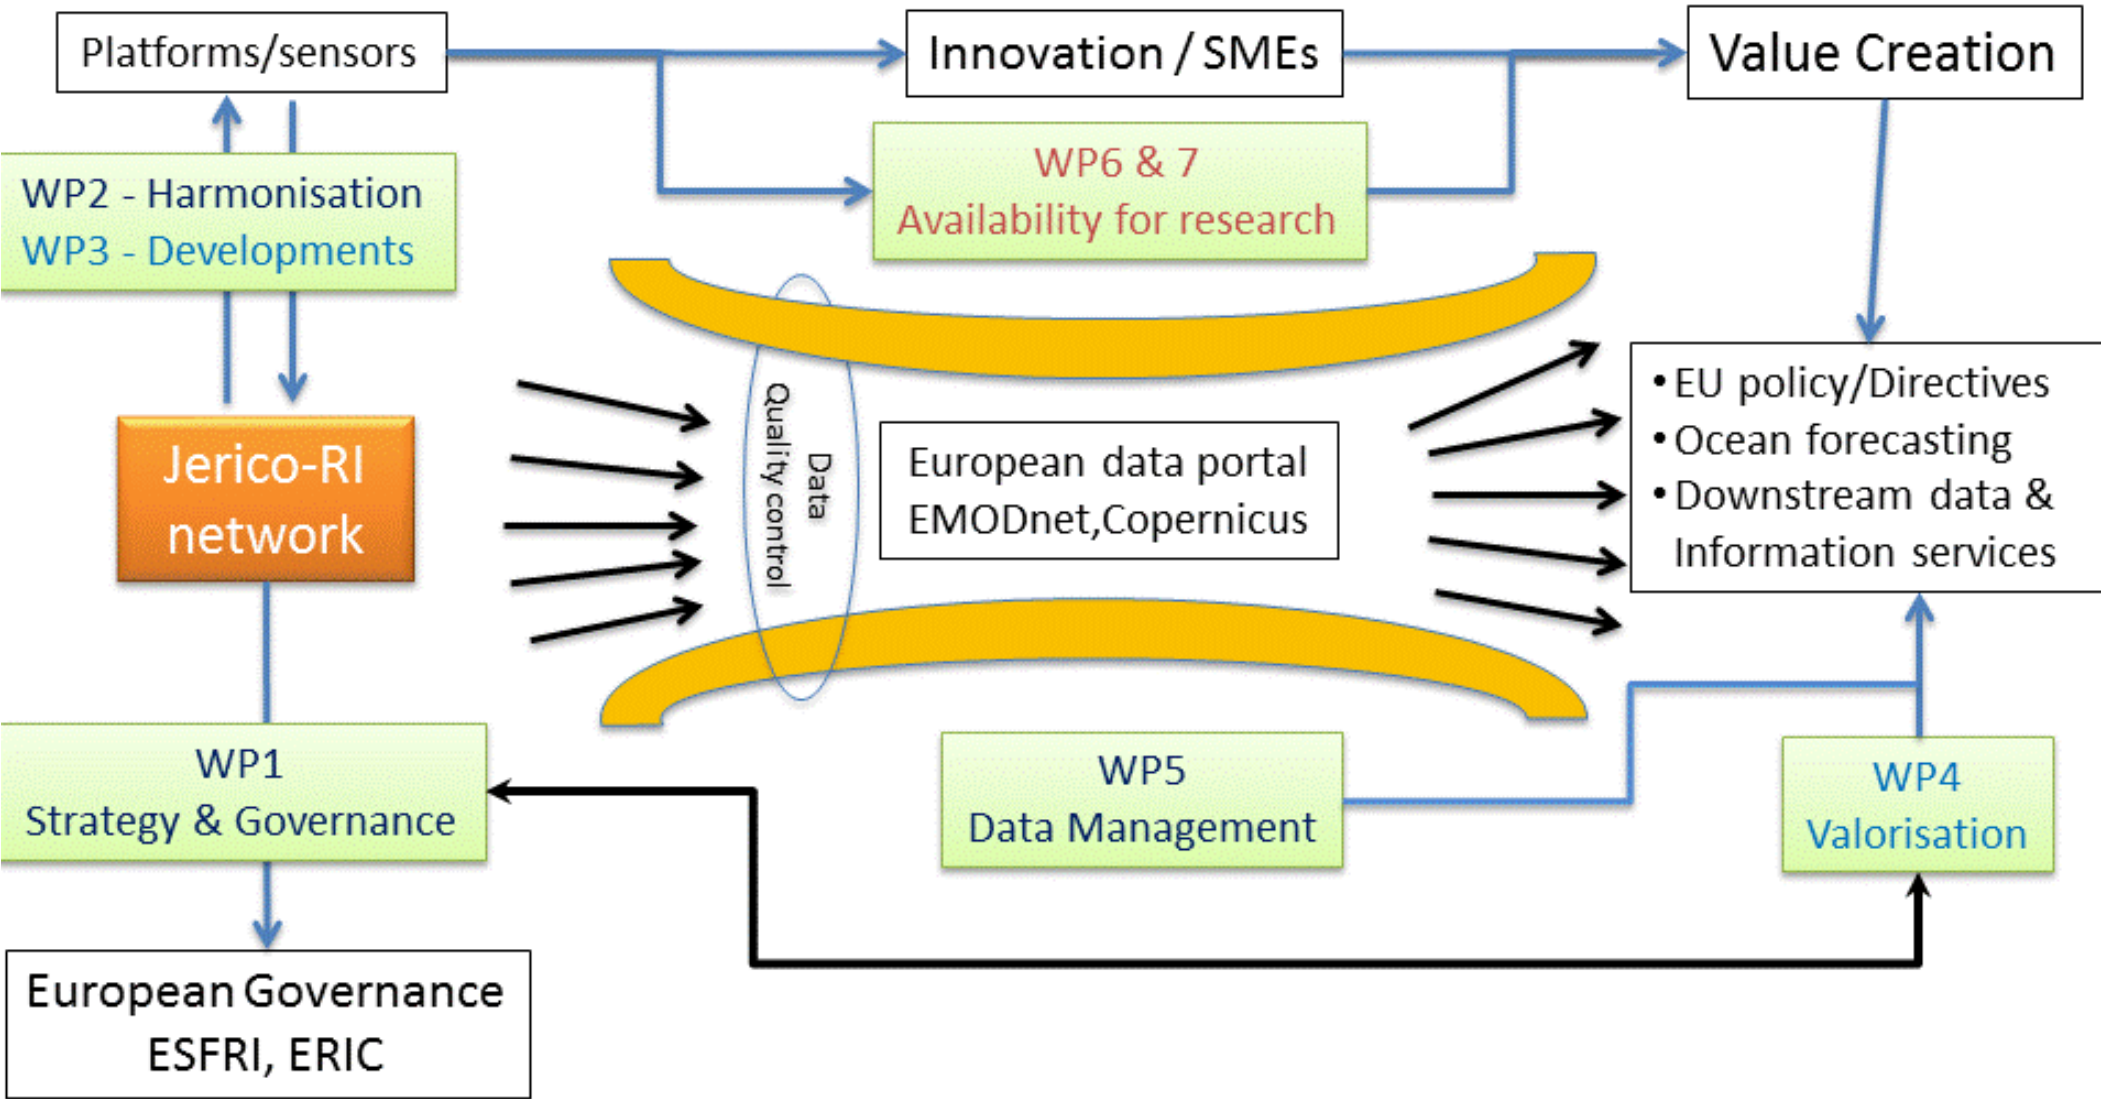 Platforms/sensors
Innovation / SMEs
Value Creation
WP6 & 7
Availability for research
WP2 - Harmonisation
WP3 - Developments
Jerico-RI
network
Data
Quality control
European data portal
EMODnet,Copernicus
•EU policy/Directives
•Ocean forecasting
•Downstream data &
Information services
WP1
Strategy & Governance
WP5
Data Management
WP4
Valorisation
European Governance
ESFRI, ERIC